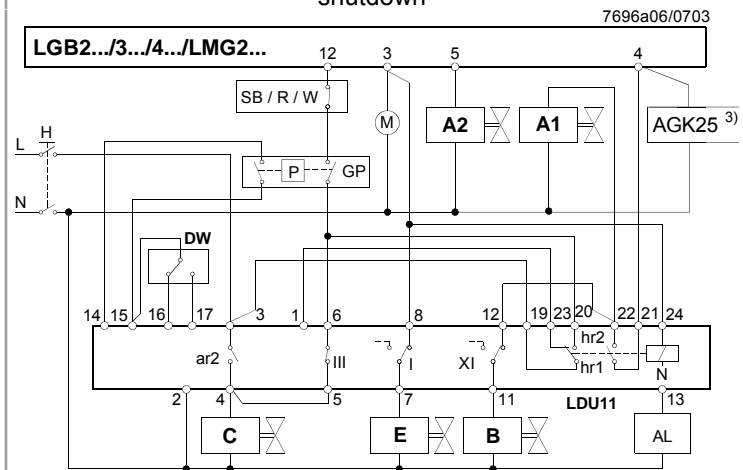 shutdown
7696a06/0703
LGB2.../3.../4.../LMG2...
12 3 5 4
SB / R / W
M
A2
A1
AGK25 3)
L
H
P
GP
N
DW
14 15 16 17 3 1 6 8 12 19 23 20 22 21 24
ar2
III
I
XI
hr2
hr1
N
2 4 5 7 11 LDU11 13
C
E
B
AL